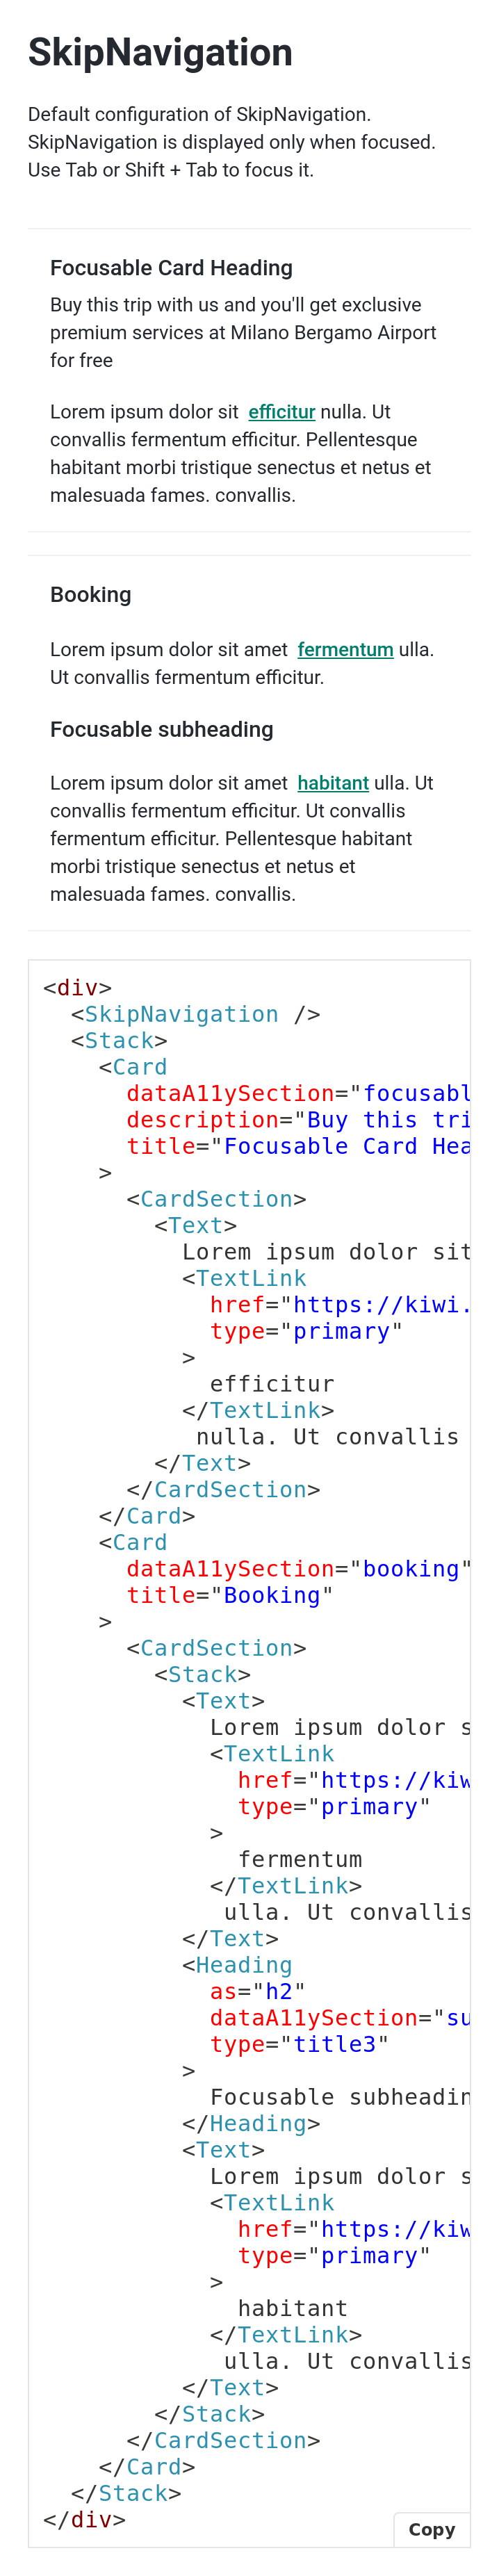 SkipNavigation
Default configuration of SkipNavigation.
SkipNavigation is displayed only when focused.
Use Tab or Shift + Tab to focus it.
Focusable Card Heading
Buy this trip with us and you'll get exclusive
premium services at Milano Bergamo Airport
for free
Lorem ipsum dolor sit efficitur nulla. Ut
convallis fermentum efficitur. Pellentesque
habitant morbi tristique senectus et netus et
malesuada fames. convallis.
Booking
Lorem ipsum dolor sit amet fermentum ulla.
Ut convallis fermentum efficitur.
Focusable subheading
Lorem ipsum dolor sit amet habitant ulla. Ut
convallis fermentum efficitur. Ut convallis
fermentum efficitur. Pellentesque habitant
morbi tristique senectus et netus et
malesuada fames. convallis.
<div>
  <SkipNavigation />
  <Stack>
    <Card
      dataA11ySection="focusabl
      description="Buy this tri
      title="Focusable Card Hea
    >
      <CardSection>
        <Text>
          Lorem ipsum dolor sit
          <TextLink
            href="https://kiwi.
            type="primary"
          >
            efficitur
          </TextLink>
           nulla. Ut convallis
        </Text>
      </CardSection>
    </Card>
    <Card
      dataA11ySection="booking"
      title="Booking"
    >
      <CardSection>
        <Stack>
          <Text>
            Lorem ipsum dolor s
            <TextLink
              href="https://kiw
              type="primary"
            >
              fermentum
            </TextLink>
             ulla. Ut convallis
          </Text>
          <Heading
            as="h2"
            dataA11ySection="su
            type="title3"
          >
            Focusable subheadin
          </Heading>
          <Text>
            Lorem ipsum dolor s
            <TextLink
              href="https://kiw
              type="primary"
            >
              habitant
            </TextLink>
             ulla. Ut convallis
          </Text>
        </Stack>
      </CardSection>
    </Card>
  </Stack>
</div>
Copy